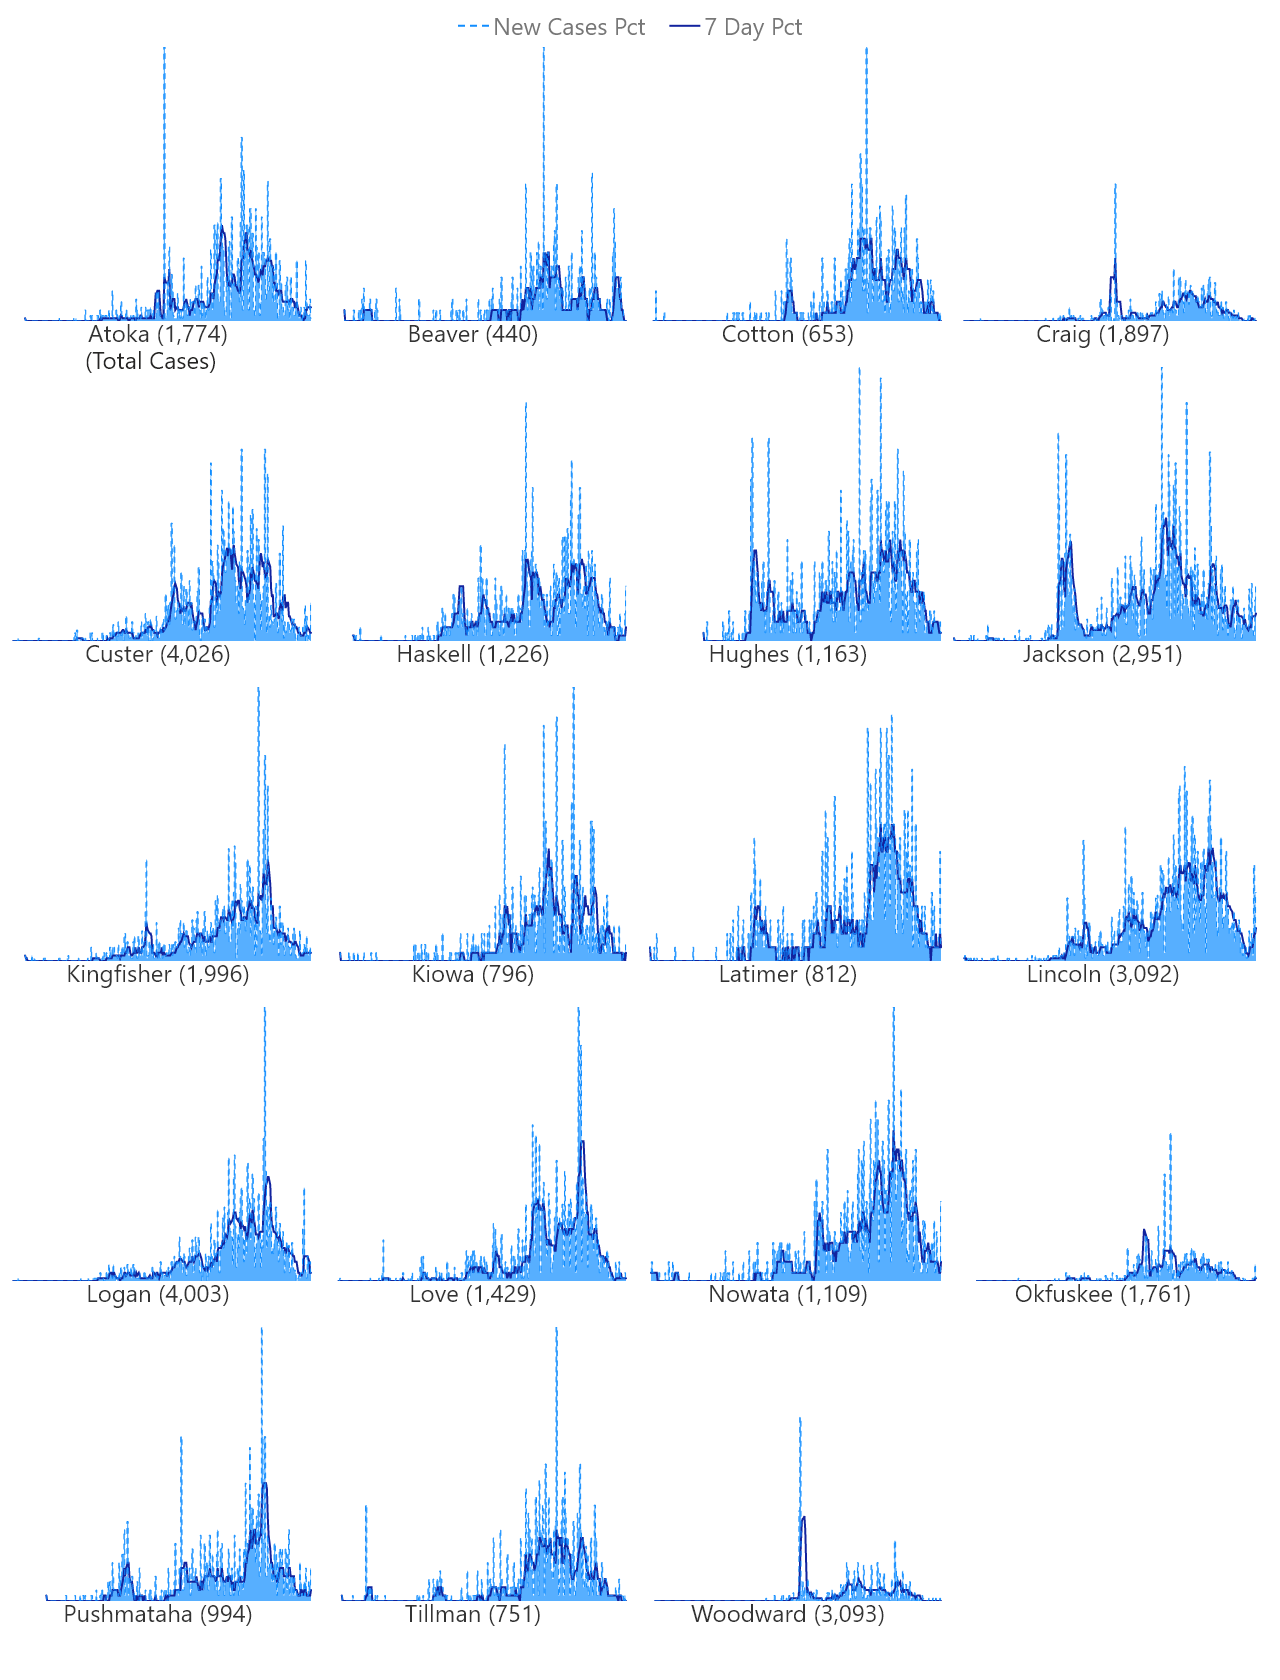 New Cases Pct 7 Day Pct
Atoka (1,774) Beaver (440) Cotton (653) Craig (1,897)
(Total Cases)
Custer (4,026) Haskell (1,226) Hughes (1,163) Jackson (2,951)
Kingfisher (1,996) Kiowa (796) Latimer (812) Lincoln (3,092)
Logan (4,003) Love (1,429) Nowata (1,109) Okfuskee (1,761)
Pushmataha (994) Tillman (751) Woodward (3,093)